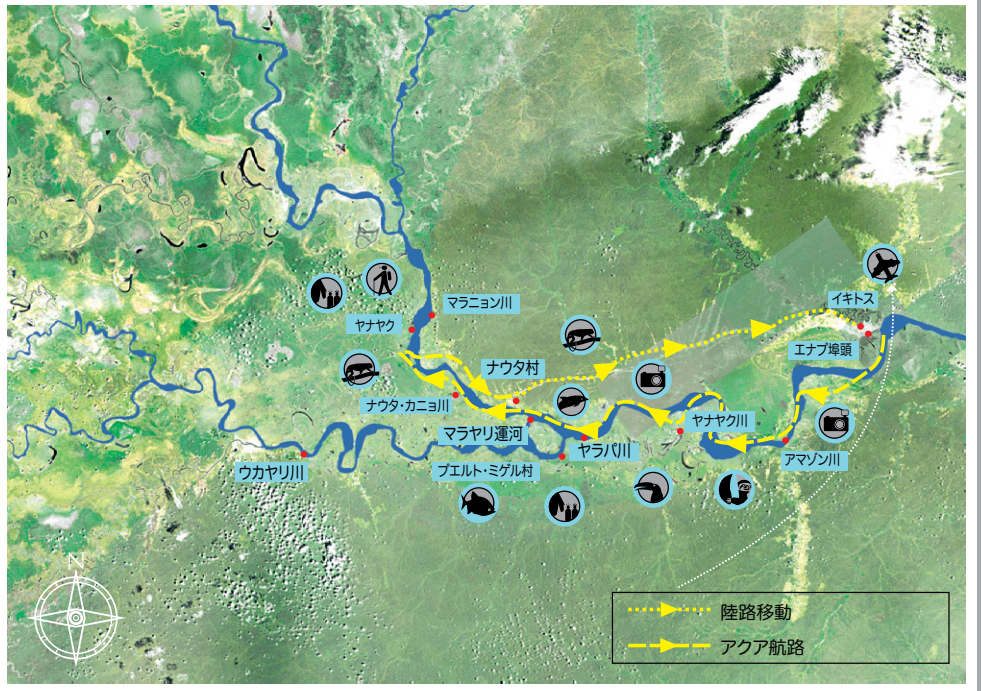 イキトス
マラニョン川
ヤナヤク
エナプ埠頭
ナウタ村
ナウタ・カニョ川
ヤナヤク川
マラヤリ運河
ヤラパ川
アマゾン川
ウカヤリ川
プエルト・ミゲル村
N
陸路移動
アクア航路